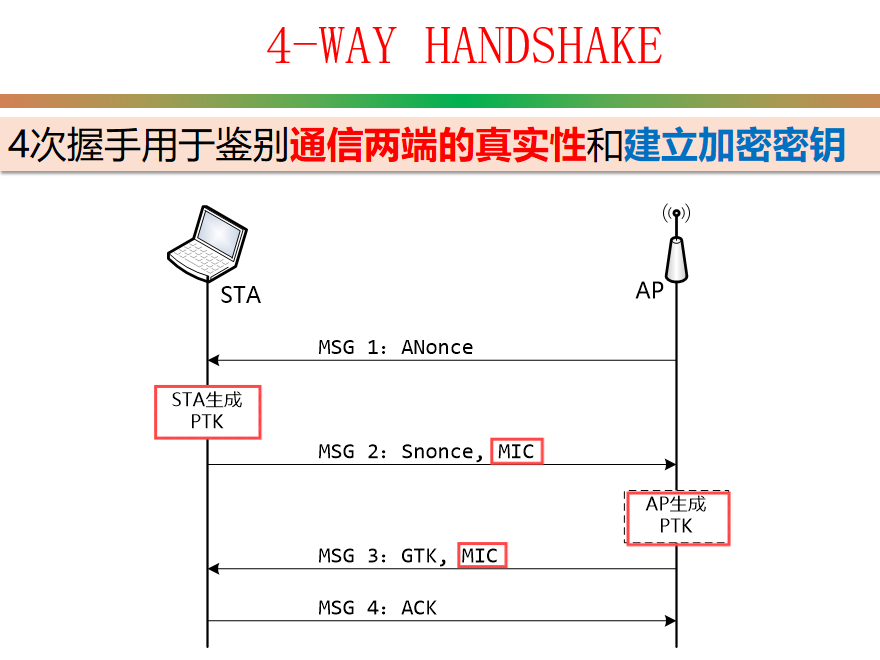 4-WAY HANDSHAKE
4次握手用于鉴别通信两端的真实性和建立加密密钥
STA
AP
MSG 1: ANonce
STA生成
PTK
MSG 2: Snonce, MIC
AP生成
PTK
MSG 3: GTK, MIC
MSG 4: ACK